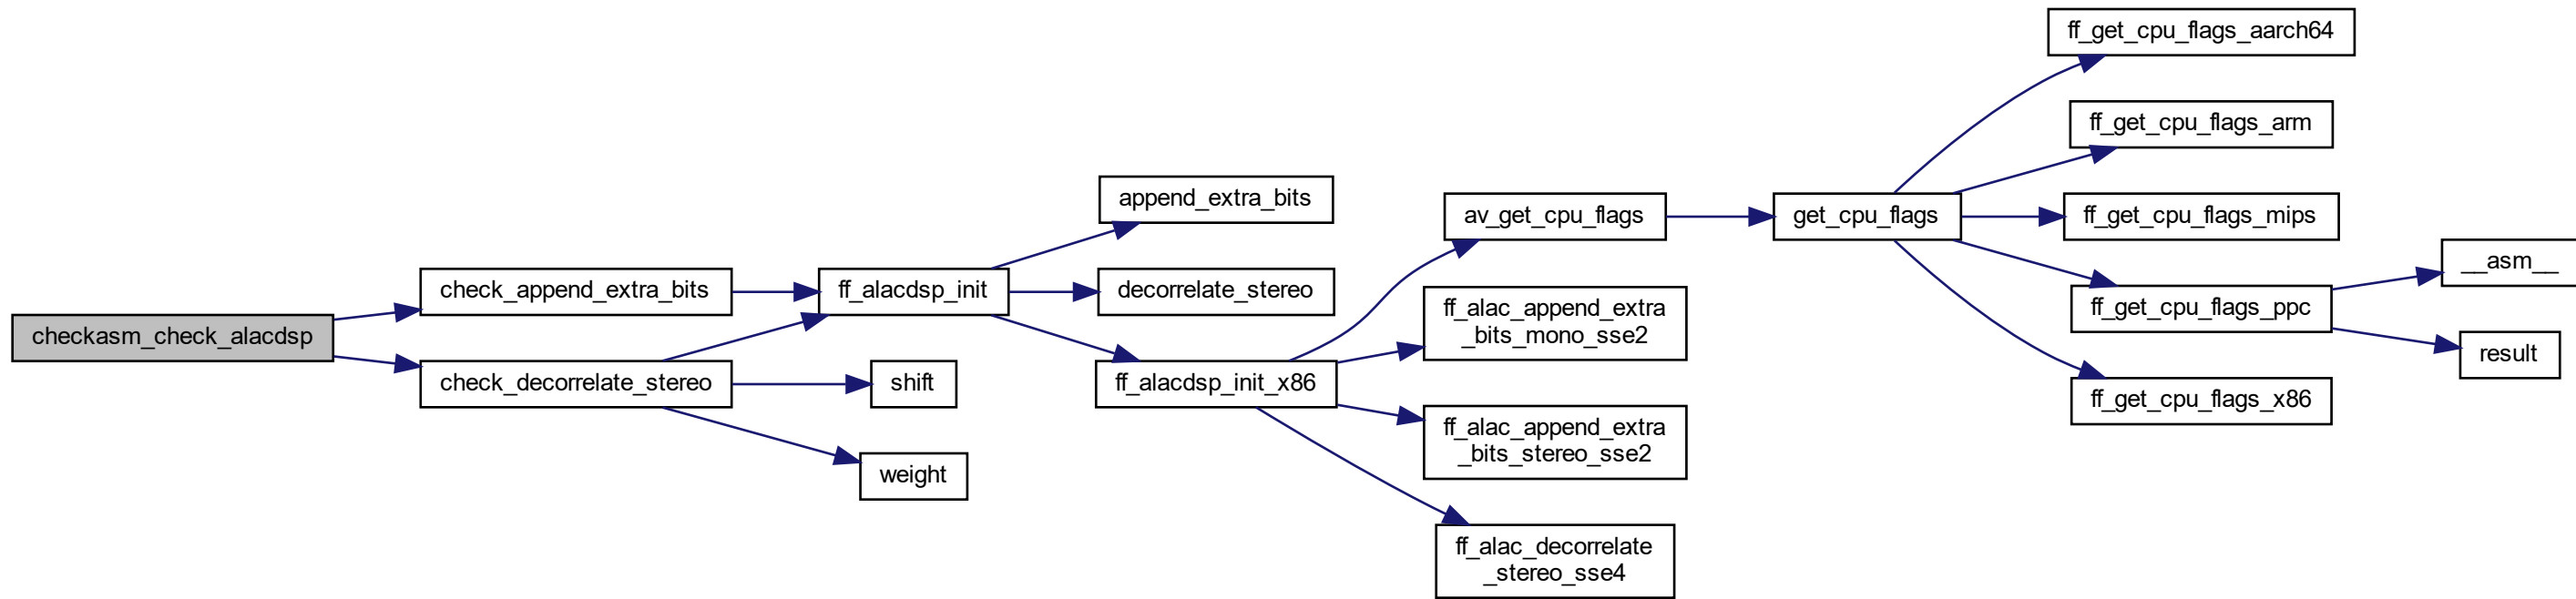 checkasm_check_alacdsp
check_append_extra_bits
check_decorrelate_stereo
ff_alacdsp_init
shift
weight
append_extra_bits
decorrelate_stereo
ff_alacdsp_init_x86
av_get_cpu_flags
ff_alac_append_extra
_bits_mono_sse2
ff_alac_append_extra
_bits_stereo_sse2
ff_alac_decorrelate
_stereo_sse4
get_cpu_flags
ff_get_cpu_flags_aarch64
ff_get_cpu_flags_arm
ff_get_cpu_flags_mips
ff_get_cpu_flags_ppc
ff_get_cpu_flags_x86
__asm__
result